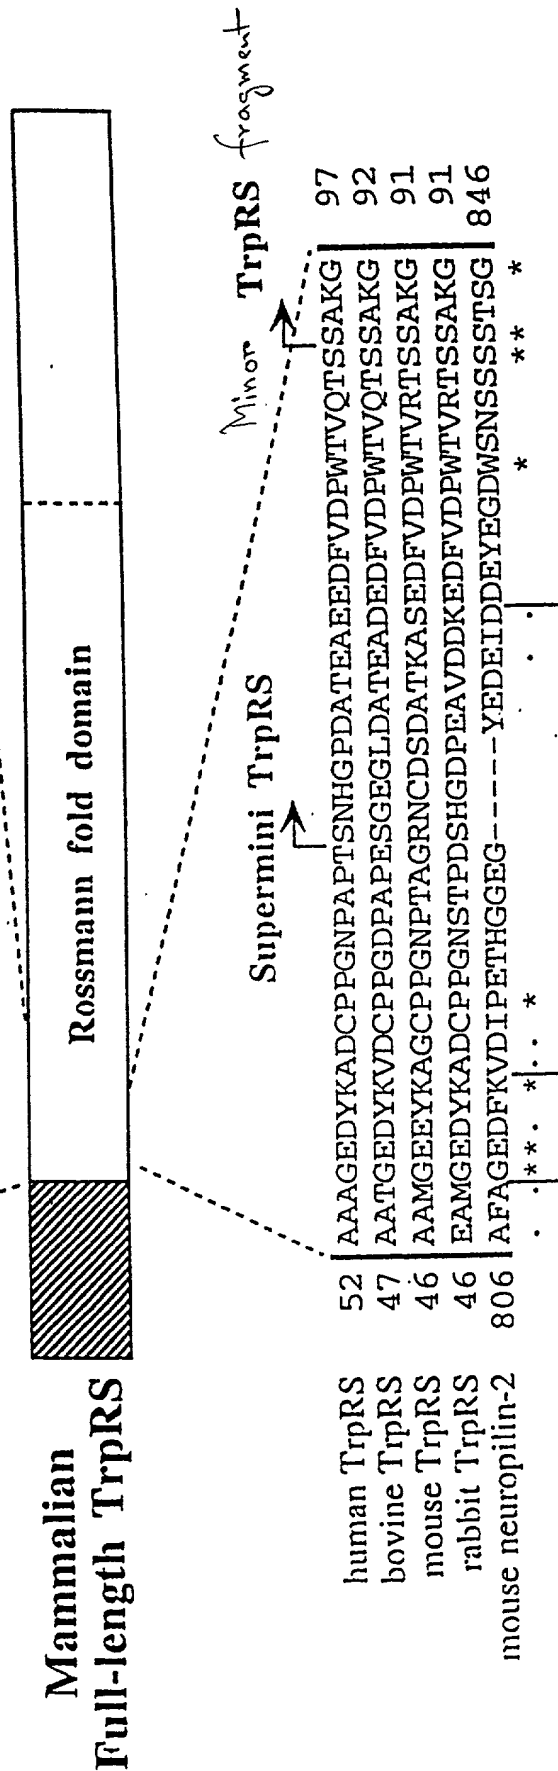 Mammalian
Full-length TrpRS
Rossmann fold domain
Supermini TrpRS
Minor TrpRS fragment
human TrpRS 52 AAAGEDYKADCPPGNPAPTSNHGPDATEAEEDFVDPWTVQTSSAKG 97
bovine TrpRS 47 AATGEDYKVDCPPGDPAPESGEGLDATEADEDFVDPWTVQTSSAKG 92
mouse TrpRS 46 AAMGEEYKAGCPPGNPTAGRNCDSDATKASEDFVDPWTVRTSSAKG 91
rabbit TrpRS 46 EAMGEDYKADCPPGNSTPDSHGDPEAVDDKEDFVDPWTVRTSSAKG 91
mouse neuropilin-2 806 AFAGEDFKVDIPETHGGEG-----YEDEIDDEYEGDWSNSSSSTSG 846
. .**. *.. * . . * ** *